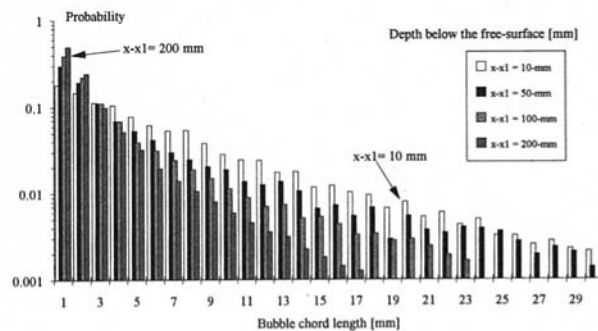 Probability
1
x-x1= 200 mm
Depth below the free-surface [mm]
x-x1 = 10-mm
x-x1 = 50-mm
x-x1 = 100-mm
x-x1 = 200-mm
0.1
x-x1= 10 mm
0.01
0.001
1 3 5 7 9 11 13 15 17 19 21 23 25 27 29
Bubble chord length [mm]